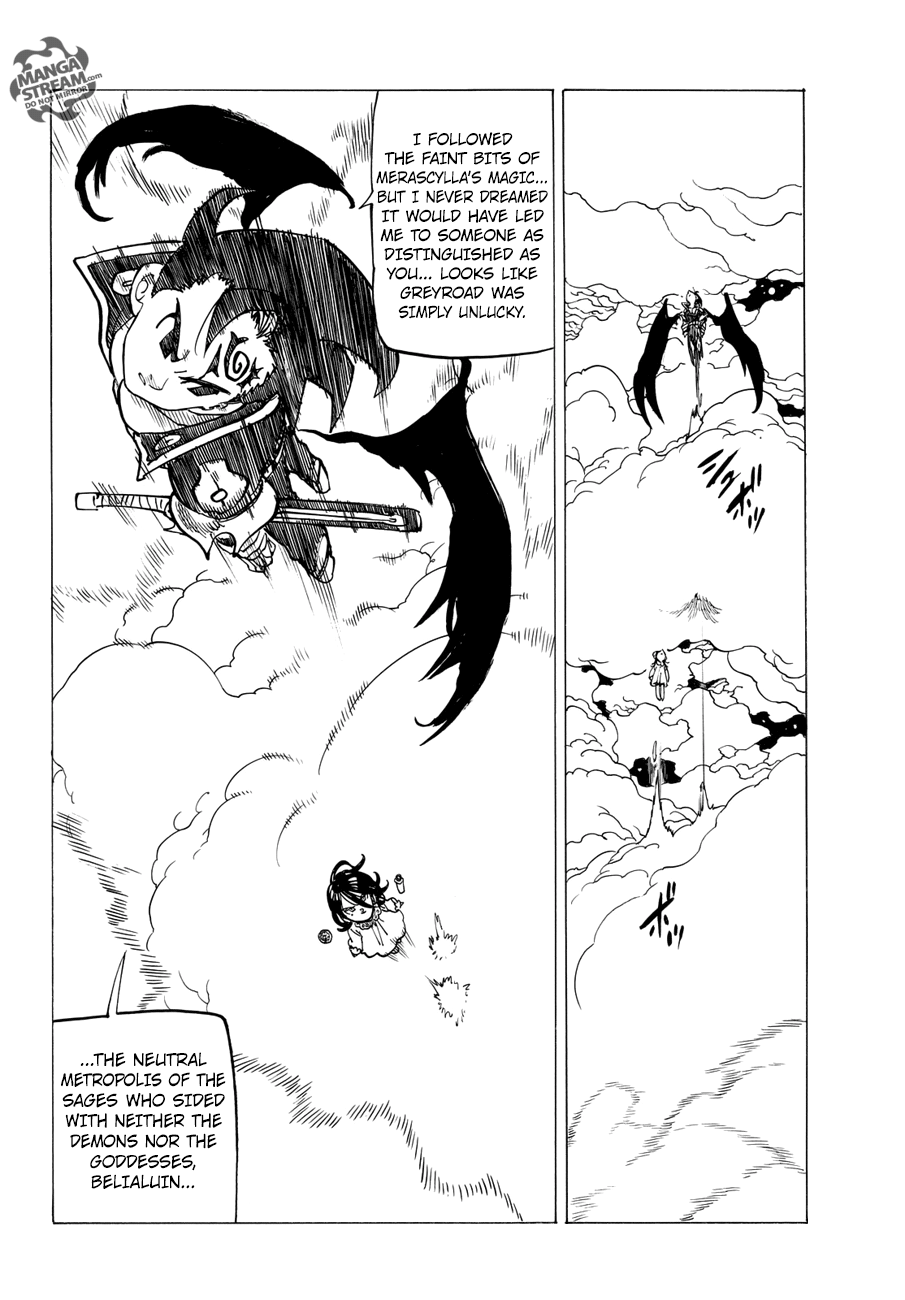 MANGA
STREAM.com
DO NOT MIRROR
ボッ
I FOLLOWED
THE FAINT BITS OF
MERASCYLLA'S MAGIC...
BUT I NEVER DREAMED
IT WOULD HAVE LED
ME TO SOMEONE AS
DISTINGUISHED AS
YOU... LOOKS LIKE
GREYROAD WAS
SIMPLY UNLUCKY.
...THE NEUTRAL
METROPOLIS OF THE
SAGES WHO SIDED
WITH NEITHER THE
DEMONS NOR THE
GODDESSES,
BELIALUIN...